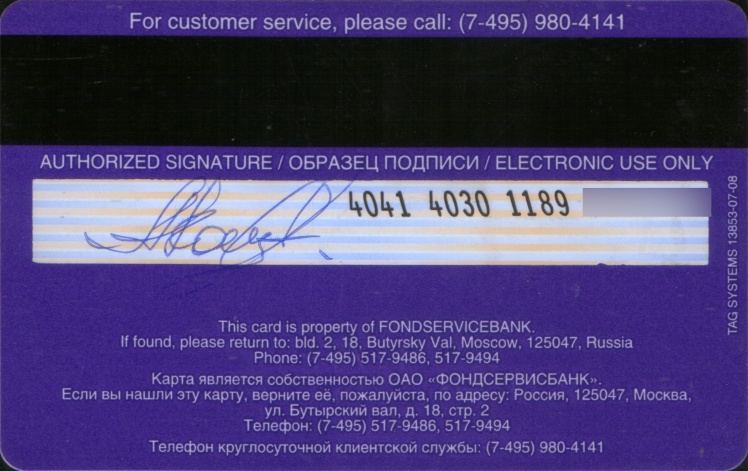 For customer service, please call: (7-495) 980-4141
AUTHORIZED SIGNATURE / ОБРАЗЕЦ ПОДПИСИ / ELECTRONIC USE ONLY
4041 4030 1189
TAG SYSTEMS 13853-07-08
This card is property of FONDSERVICEBANK.
If found, please return to: bld. 2, 18, Butyrsky Val, Moscow, 125047, Russia
Phone: (7-495) 517-9486, 517-9494
Карта является собственностью ОАО «ФОНДСЕРВИСБАНК».
Если вы нашли эту карту, верните её, пожалуйста, по адресу: Россия, 125047, Москва,
ул. Бутырский вал, д. 18, стр. 2
Телефон: (7-495) 517-9486, 517-9494
Телефон круглосуточной клиентской службы: (7-495) 980-4141